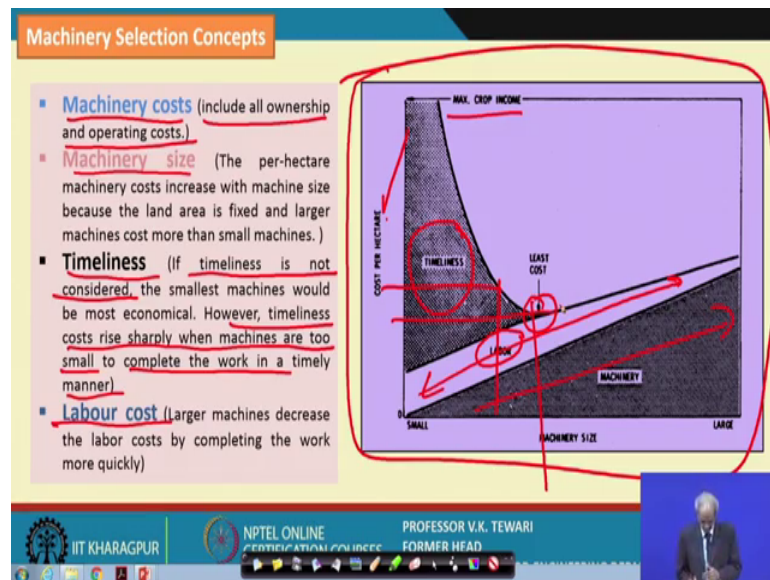 Machinery Selection Concepts
▪ Machinery costs (include all ownership
and operating costs.)
▪ Machinery size (The per-hectare
machinery costs increase with machine size
because the land area is fixed and larger
machines cost more than small machines. )
▪ Timeliness (If timeliness is not
considered, the smallest machines would
be most economical. However, timeliness
costs rise sharply when machines are too
small to complete the work in a timely
manner)
▪ Labour cost (Larger machines decrease
the labor costs by completing the work
more quickly)
MAX. CROP INCOME
COST PER HECTARE
TIMELINESS
LEAST
COST
LABOR
MACHINERY
0
SMALL
LARGE
MACHINERY SIZE
IIT KHARAGPUR
NPTEL ONLINE
CERTIFICATION COURSES
PROFESSOR V.K. TEWARI
FORMER HEAD